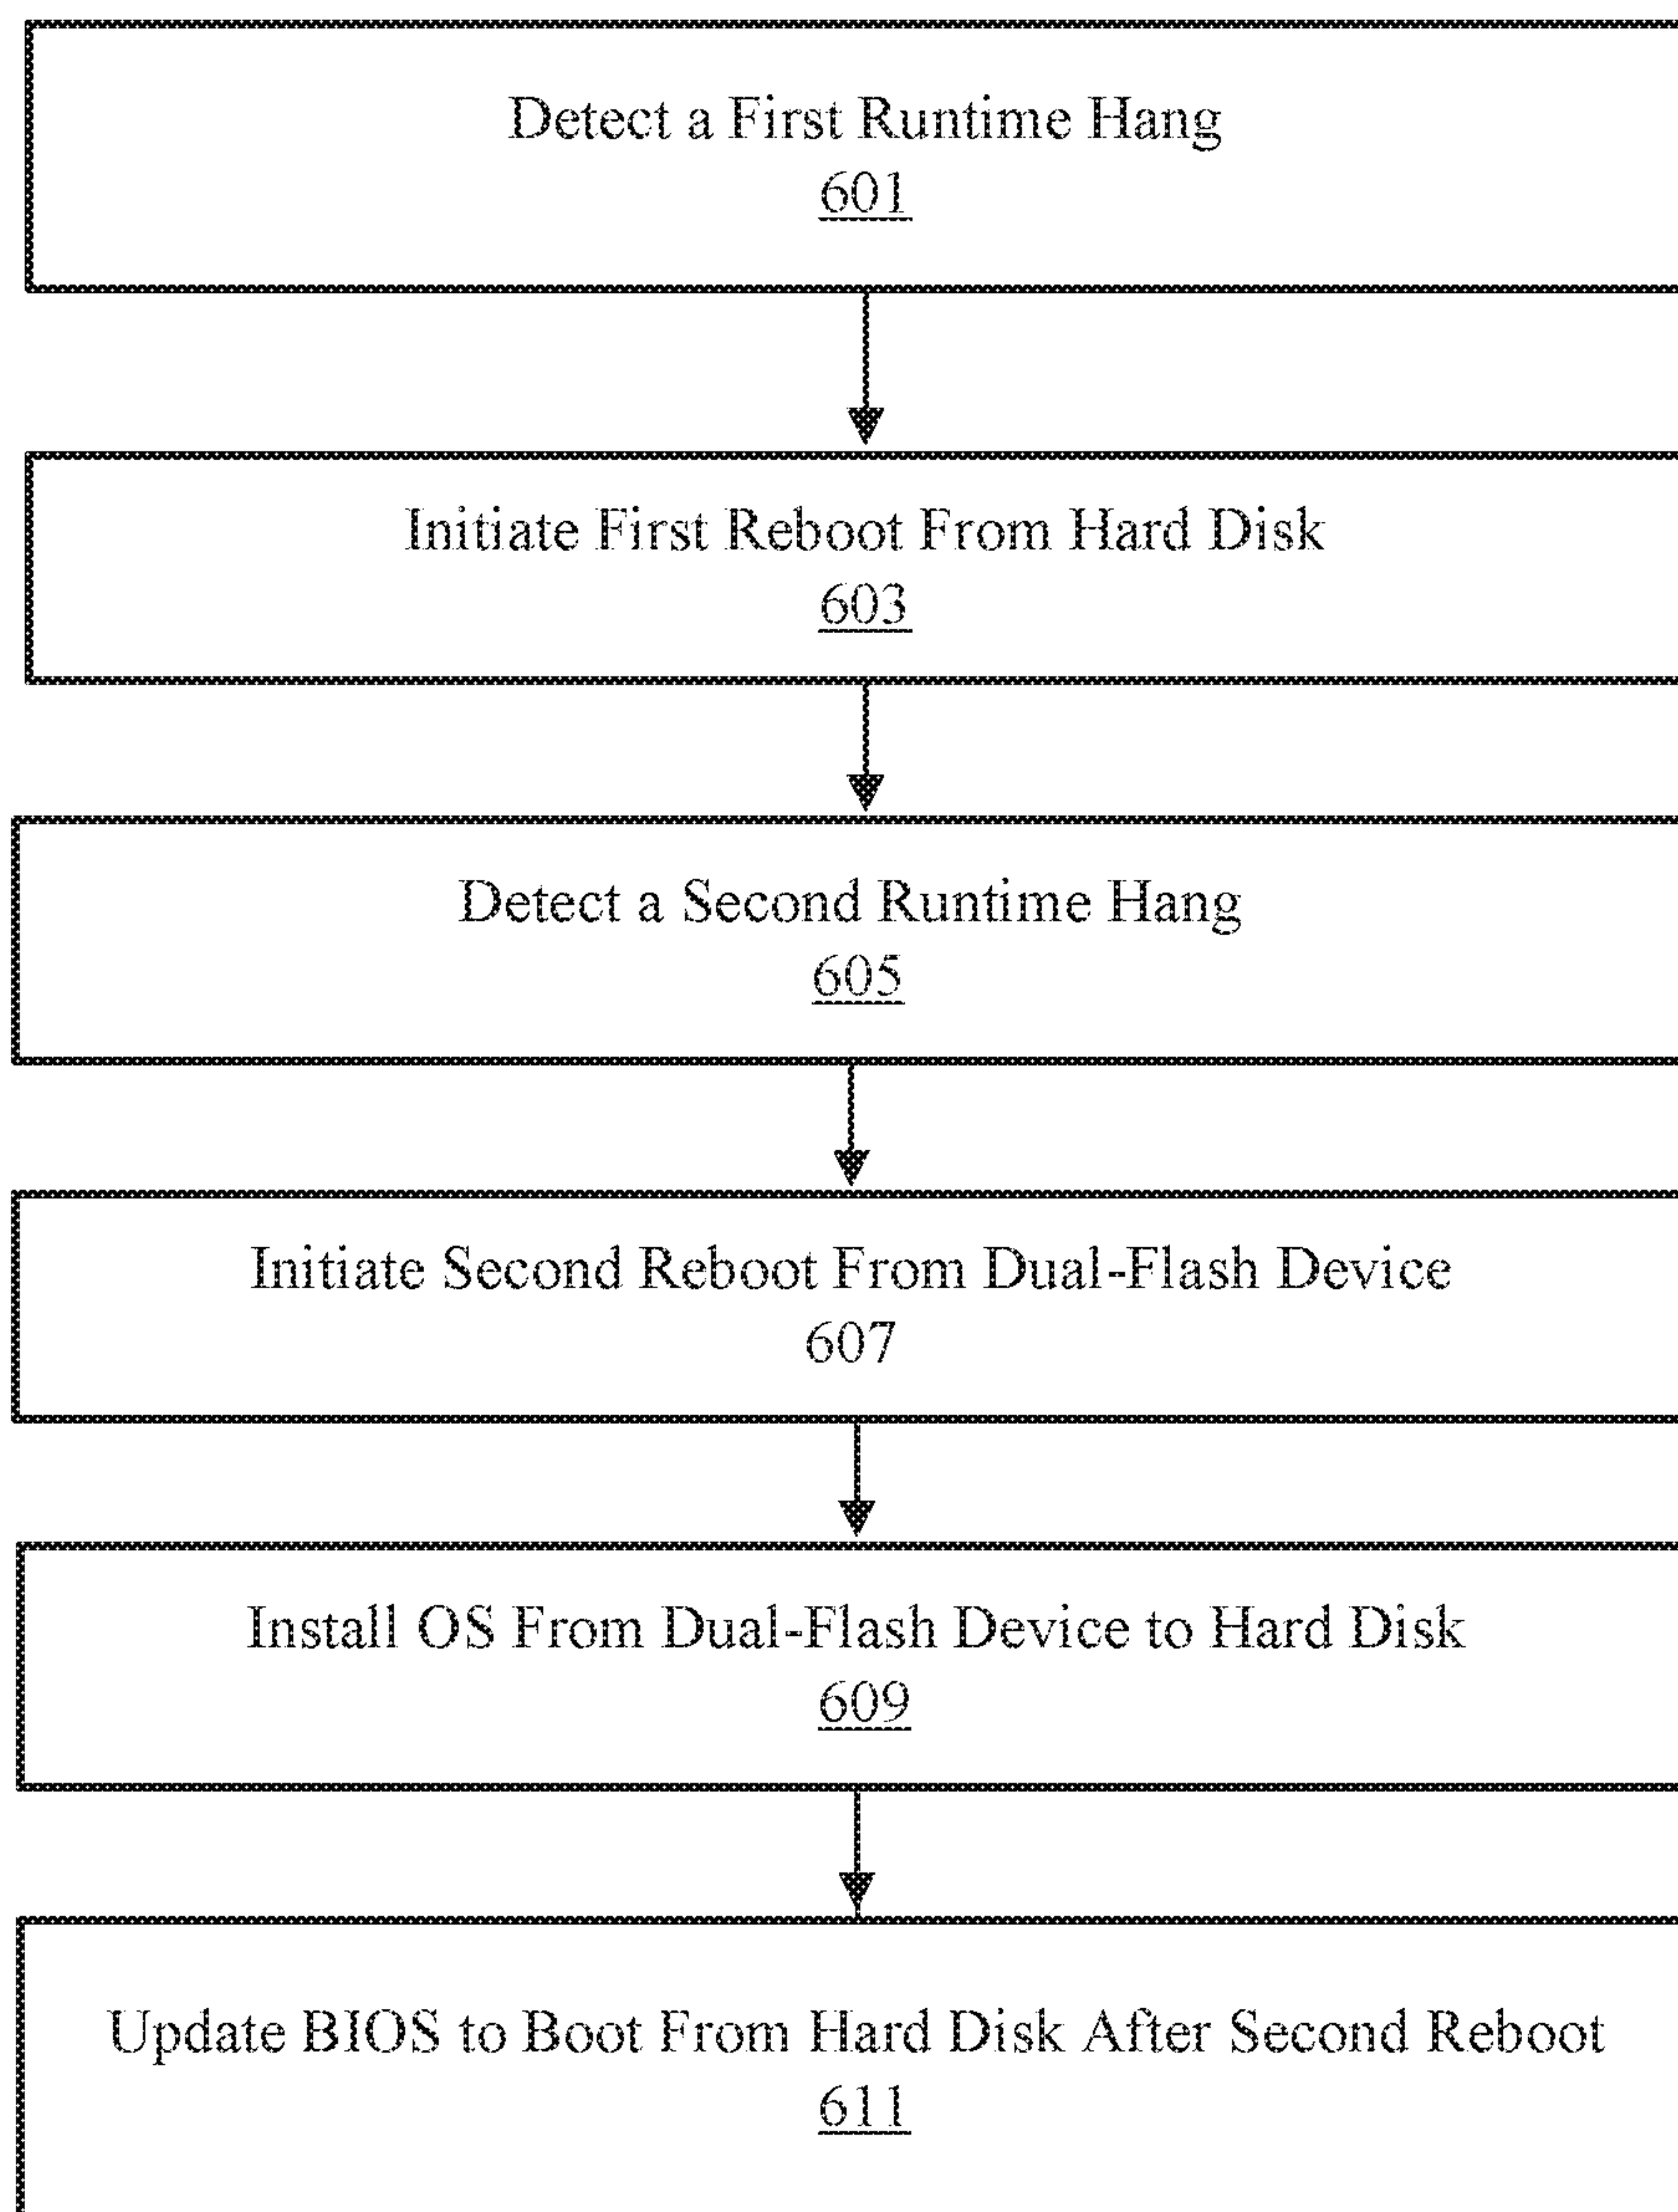 Detect a First Runtime Hang
601
Initiate First Reboot From Hard Disk
603
Detect a Second Runtime Hang
605
Initiate Second Reboot From Dual-Flash Device
607
Install OS From Dual-Flash Device to Hard Disk
609
Update BIOS to Boot From Hard Disk After Second Reboot
611